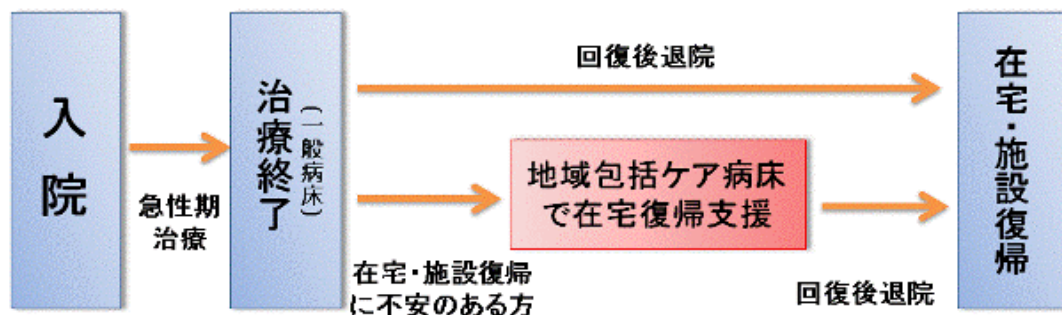 入院
急性期
治療
治療終了
(一般病床)
回復後退院
在宅・施設復帰
に不安のある方
地域包括ケア病床
で在宅復帰支援
回復後退院
在宅・施設復帰